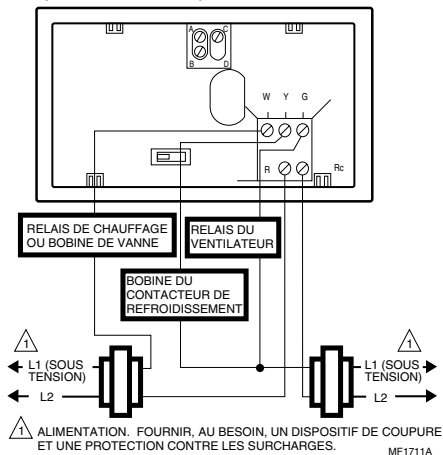 A C
B D
W Y G
R Rc
RELAIS DE CHAUFFAGE
OU BOBINE DE VANNE
RELAIS DU
VENTILATEUR
BOBINE DU
CONTACTEUR DE
REFROIDISSEMENT
1
L1 (SOUS
TENSION)
L2
1
L1 (SOUS
TENSION)
L2
1 ALIMENTATION. FOURNIR, AU BESOIN, UN DISPOSITIF DE COUPURE
ET UNE PROTECTION CONTRE LES SURCHARGES.
MF1711A